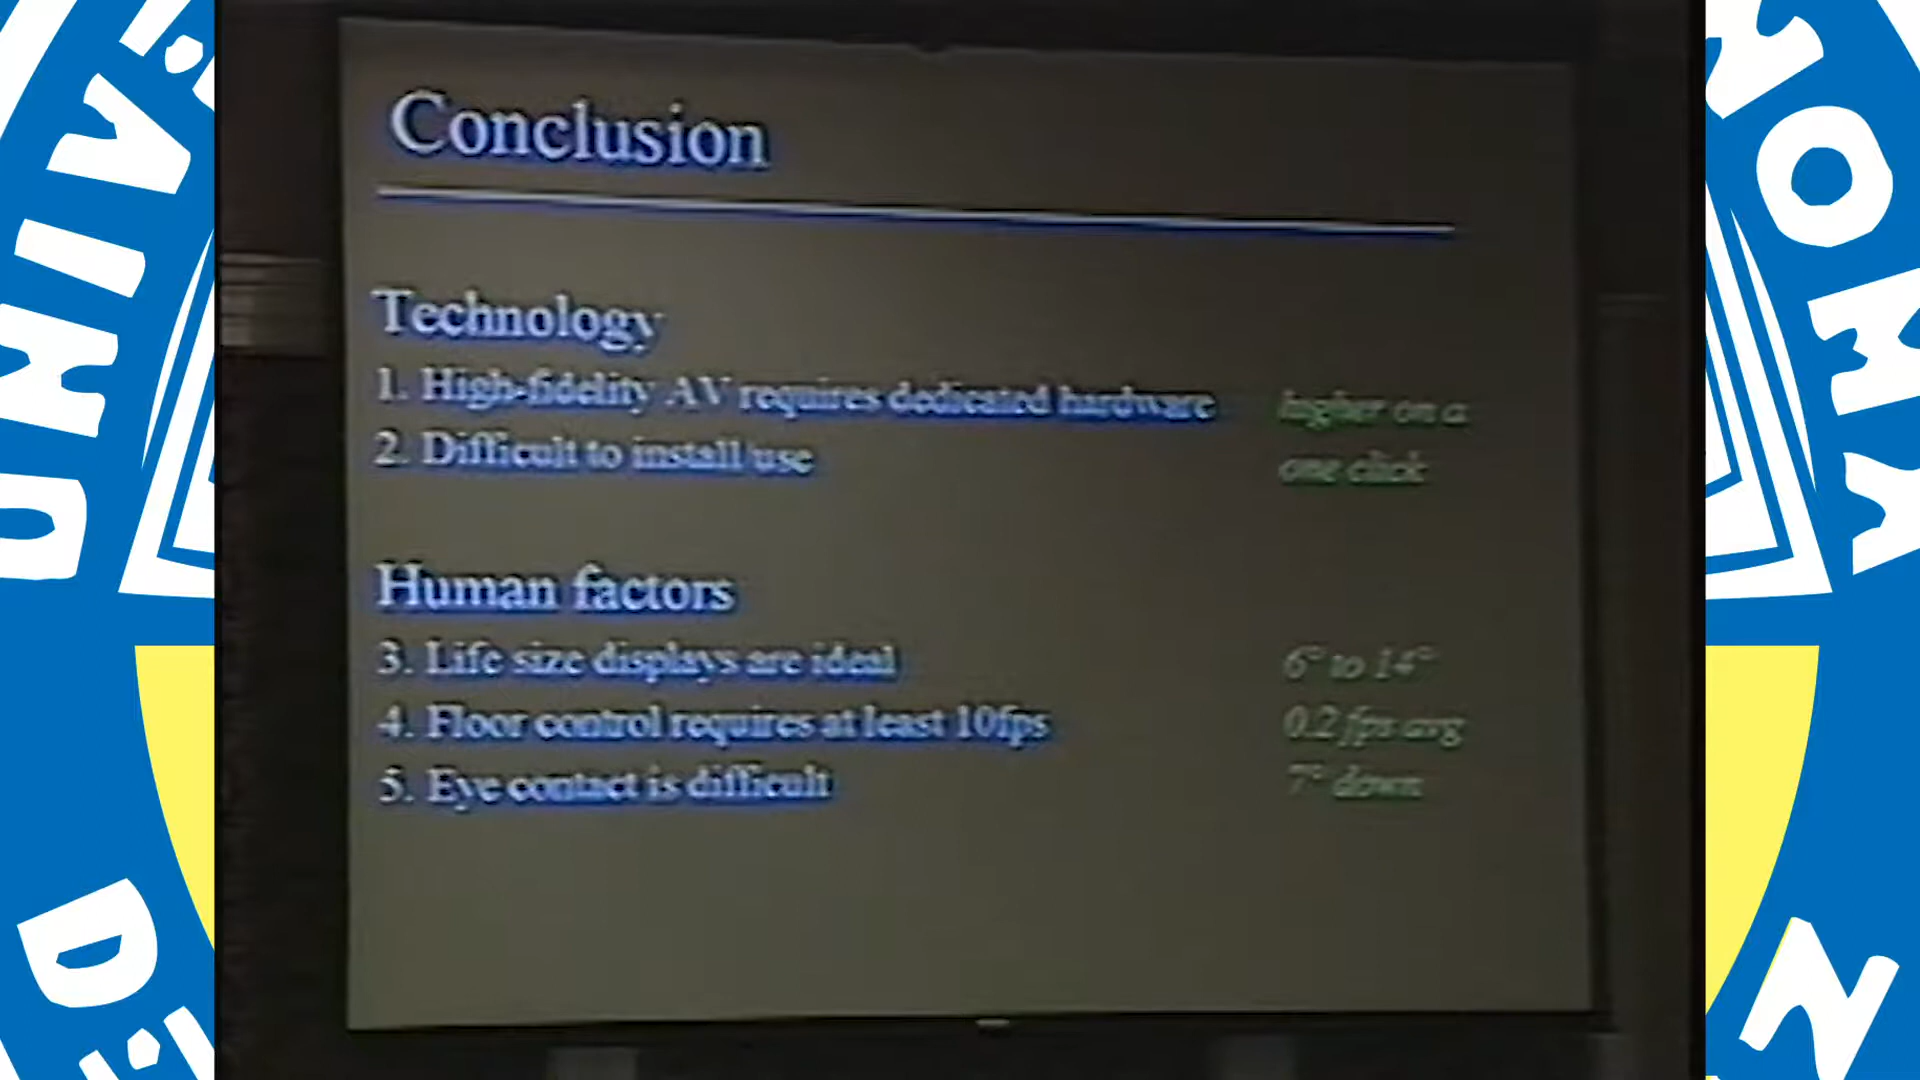 Conclusion
Technology
1. High-fidelity AV requires dedicated hardware higher on a
2. Difficult to install/use one click
Human factors
3. Life size displays are ideal 6° to 14°
4. Floor control requires at least 10fps 0.2 fps avg
5. Eye contact is difficult 7° down